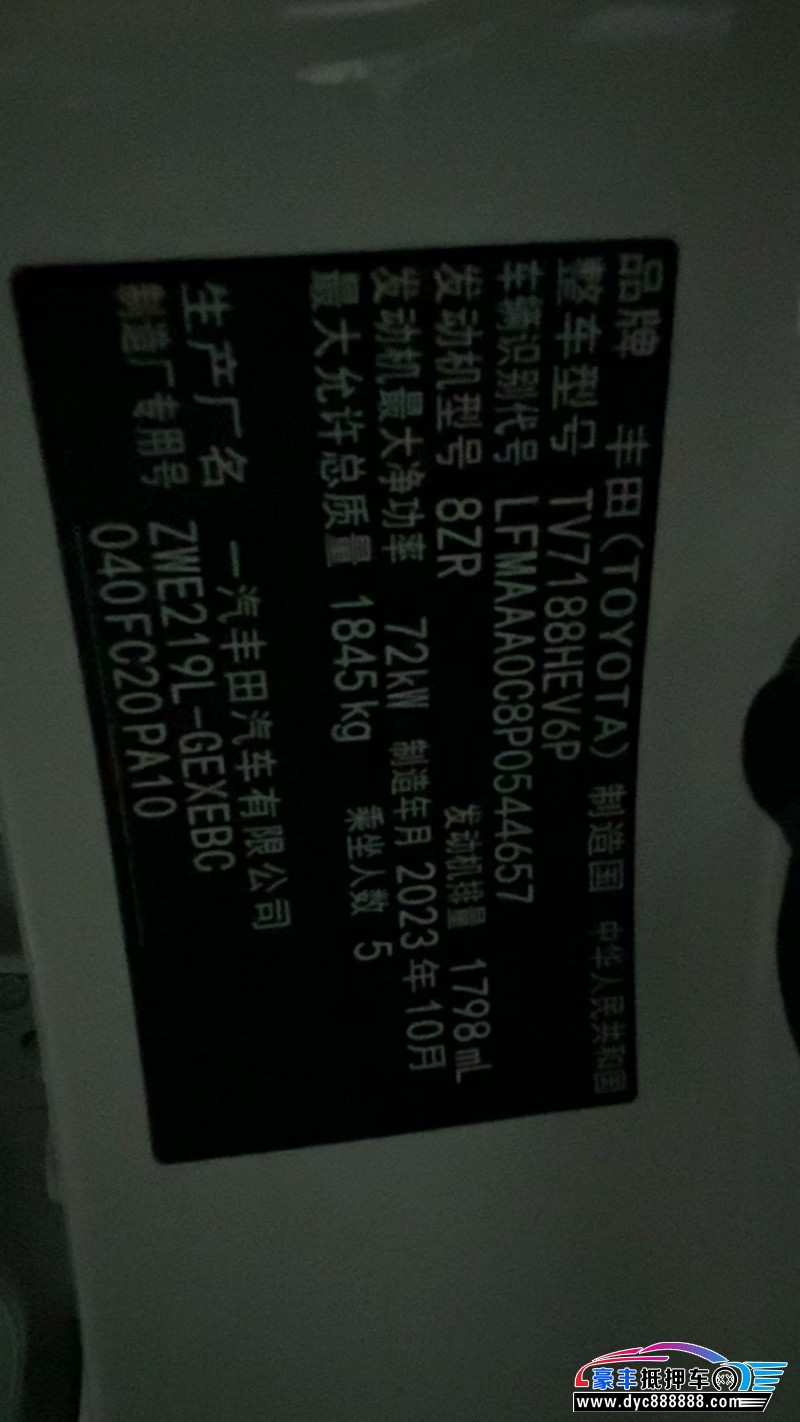 品牌 丰田(TOYOTA) 制造国 中华人民共和国
整车型号 TV7188HEV6P
车辆识别代号 LFMAAA0C8P0544657
发动机型号 8ZR 发动机排量 1798mL
发动机最大净功率 72kW 制造年月 2023年10月
最大允许总质量 1845kg 乘坐人数 5
生产厂名 一汽丰田汽车有限公司
制造厂专用号 ZWE219L-GEXEBC
040FC20PA10
豪丰抵押车
www.dyc888888.com